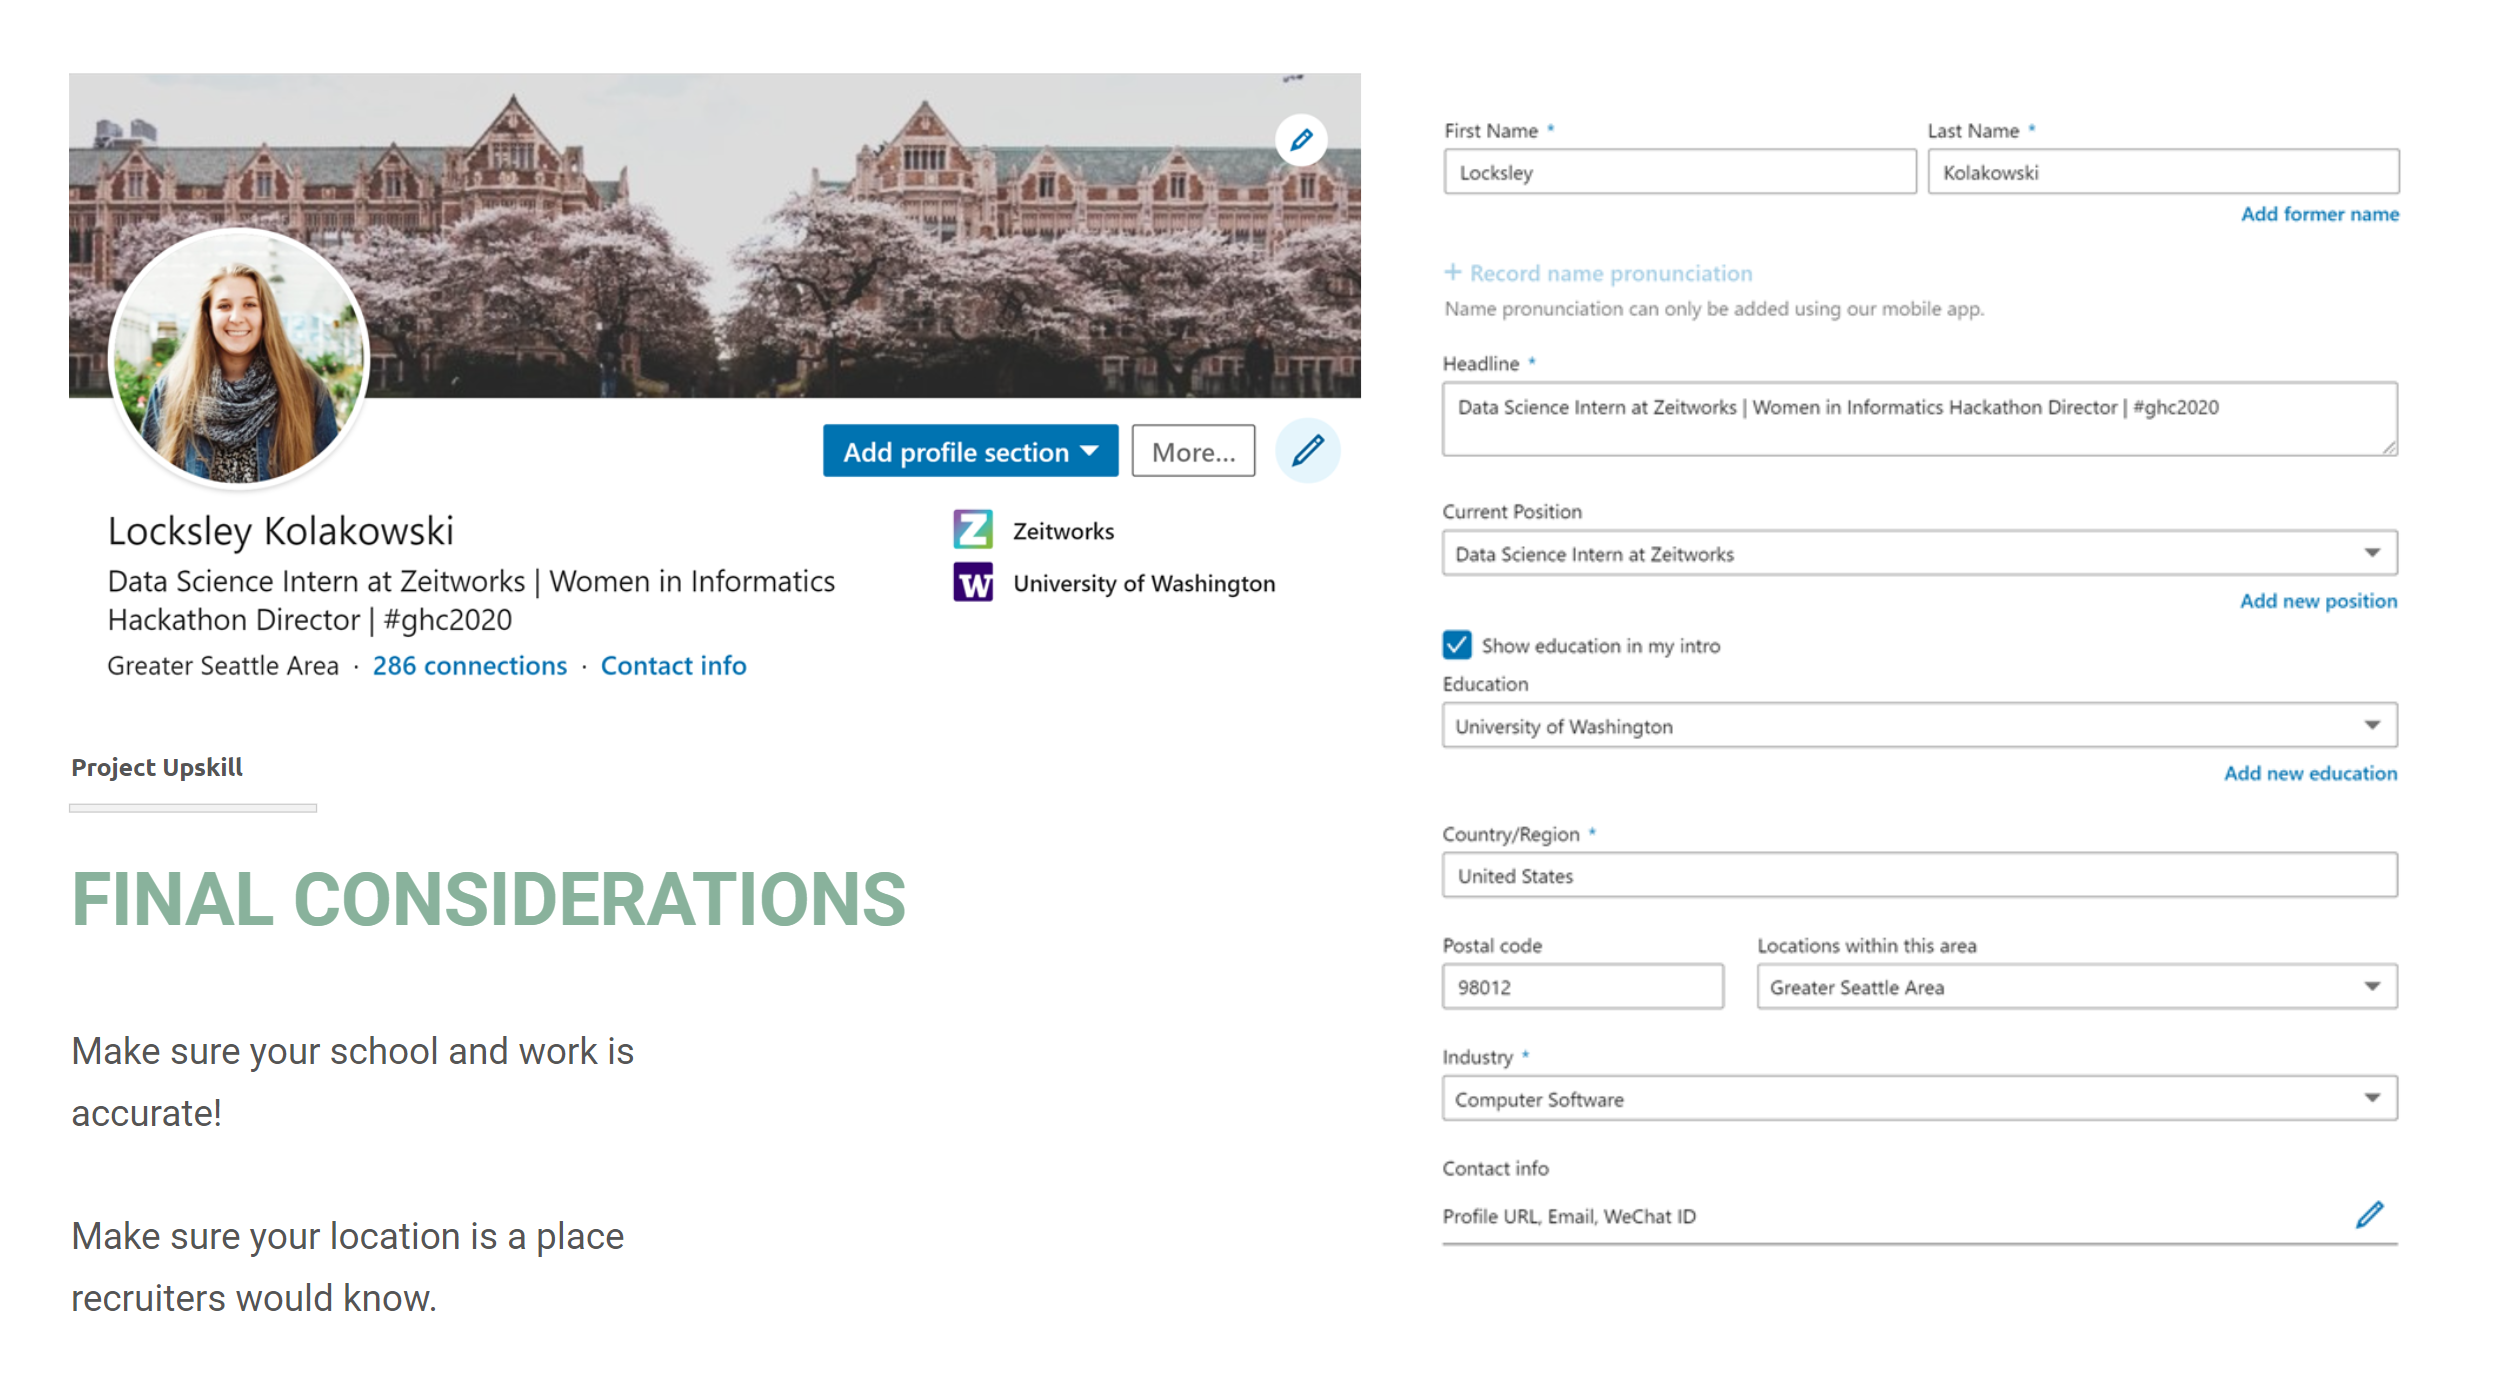 Add profile section
More...
Locksley Kolakowski
Data Science Intern at Zeitworks | Women in Informatics
Hackathon Director | #ghc2020
Greater Seattle Area · 286 connections · Contact info
Z Zeitworks
W University of Washington
Project Upskill
FINAL CONSIDERATIONS
Make sure your school and work is
accurate!
Make sure your location is a place
recruiters would know.
First Name *
Last Name *
Locksley
Kolakowski
Add former name
+ Record name pronunciation
Name pronunciation can only be added using our mobile app.
Headline *
Data Science Intern at Zeitworks | Women in Informatics Hackathon Director | #ghc2020
Current Position
Data Science Intern at Zeitworks
Add new position
Show education in my intro
Education
University of Washington
Add new education
Country/Region *
United States
Postal code
Locations within this area
98012
Greater Seattle Area
Industry *
Computer Software
Contact info
Profile URL, Email, WeChat ID